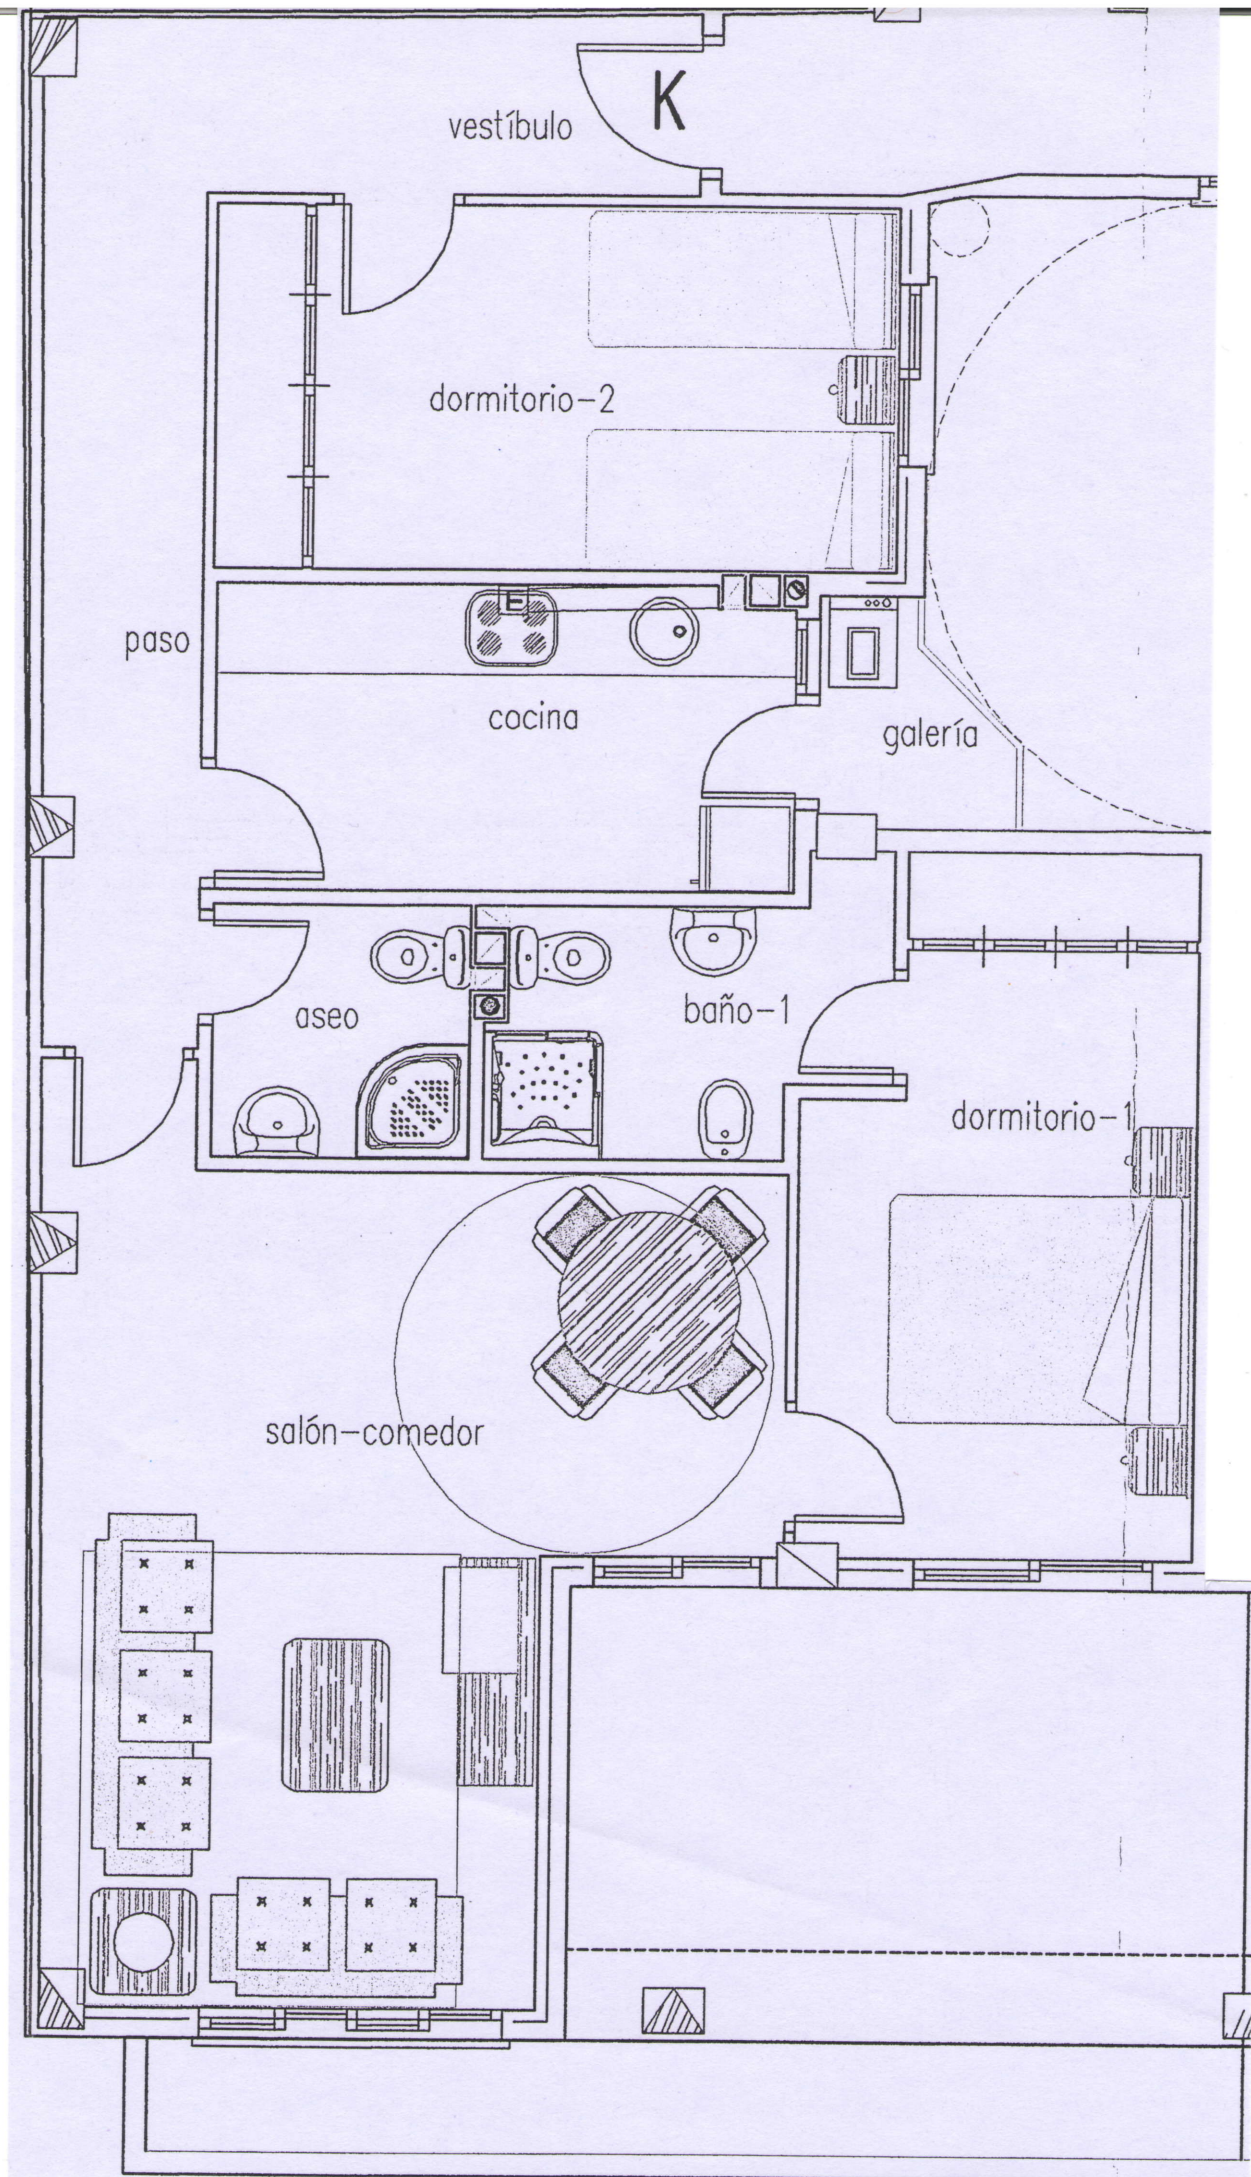 K
vestíbulo
dormitorio-2
E
paso
cocina
galería
aseo
baño-1
dormitorio-1
salón-comedor